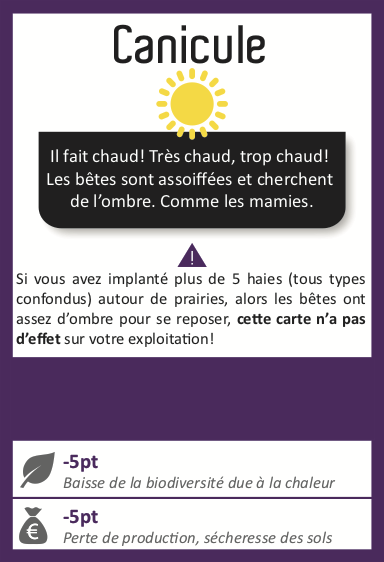 Canicule
Il fait chaud! Très chaud, trop chaud!
Les bêtes sont assoiffées et cherchent
de l'ombre. Comme les mamies.
!
Si vous avez implanté plus de 5 haies (tous types
confondus) autour de prairies, alors les bêtes ont
assez d'ombre pour se reposer, cette carte n'a pas
d'effet sur votre exploitation!
-5pt
Baisse de la biodiversité due à la chaleur
€
-5pt
Perte de production, sécheresse des sols